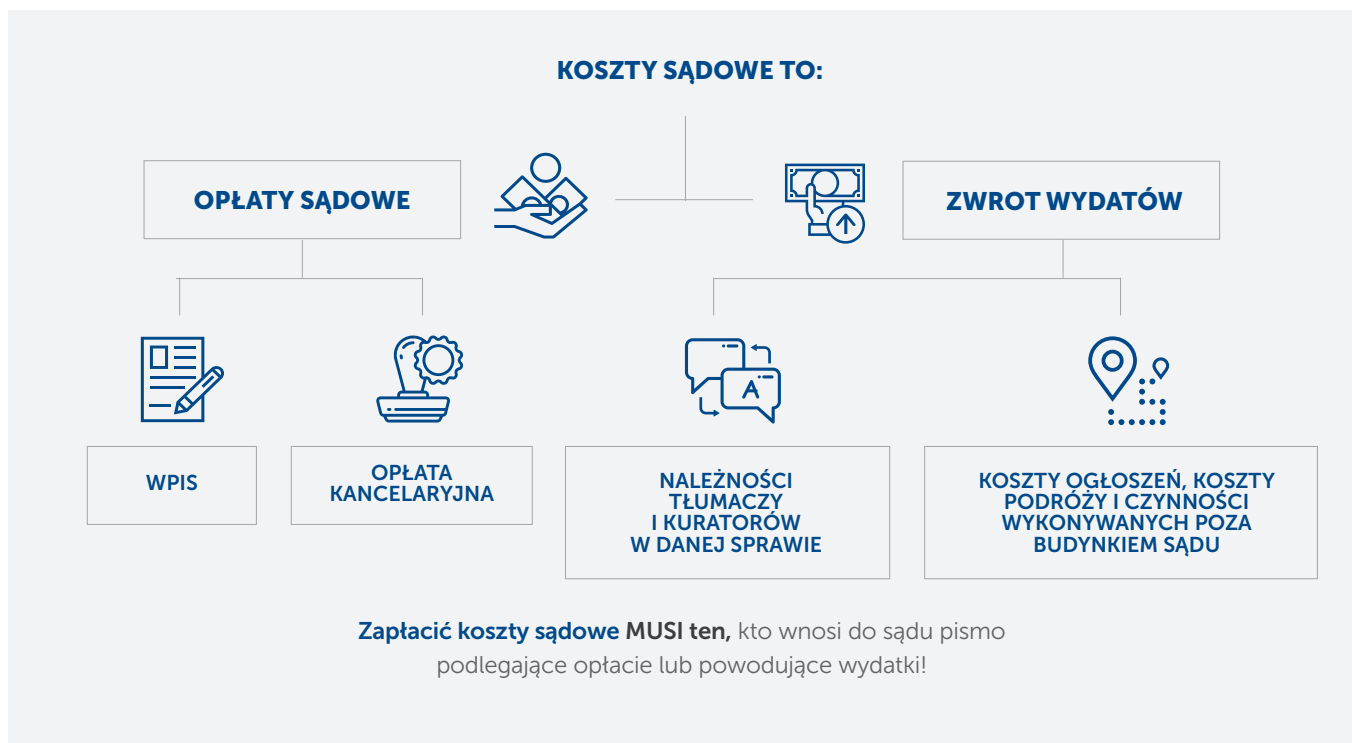 KOSZTY SĄDOWE TO:
OPŁATY SĄDOWE
ZWROT WYDATÓW
WPIS
OPŁATA
KANCELARYJNA
NALEŻNOŚCI
TŁUMACZY
I KURATORÓW
W DANEJ SPRAWIE
KOSZTY OGŁOSZEŃ, KOSZTY
PODRÓŻY I CZYNNOŚCI
WYKONYWANYCH POZA
BUDYNKIEM SĄDU
Zapłacić koszty sądowe MUSI ten, kto wnosi do sądu pismo
podlegające opłacie lub powodujące wydatki!